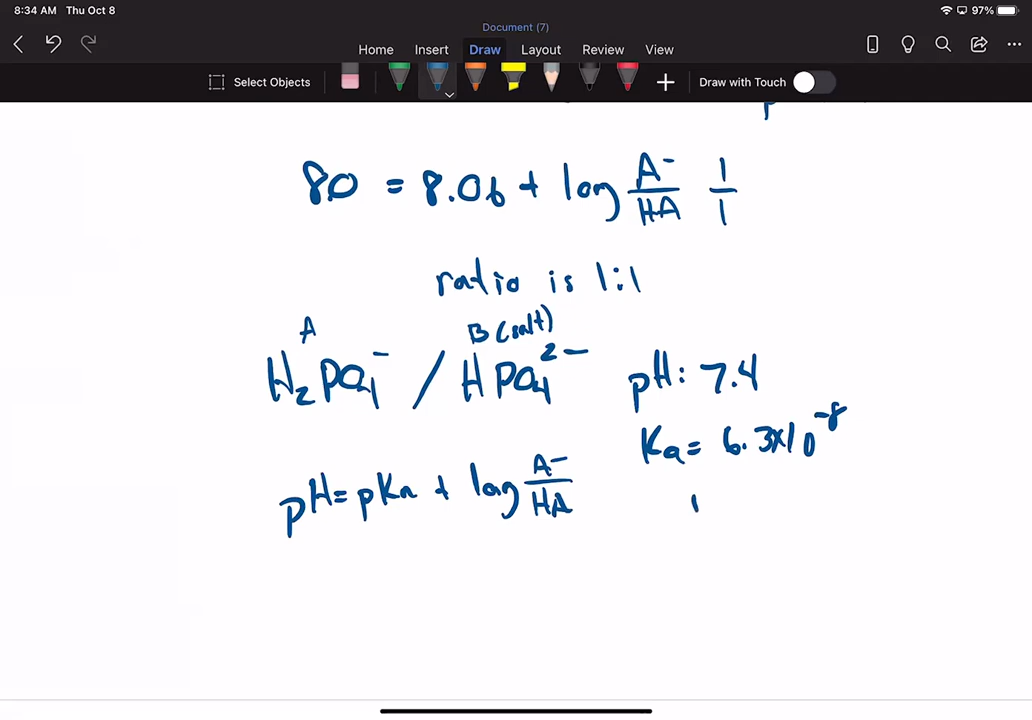 8:34 AM Thu Oct 8
97%
Document (7)
Home Insert Draw Layout Review View
Select Objects
Draw with Touch
80 = 8.06 + log A⁻/HA 1/1
ratio is 1:1
A B (salt)
H₂PO₄⁻ / HPO₄²⁻ pH: 7.4
Ka = 6.3x10⁻⁸
pH = pKa + log A⁻/HA